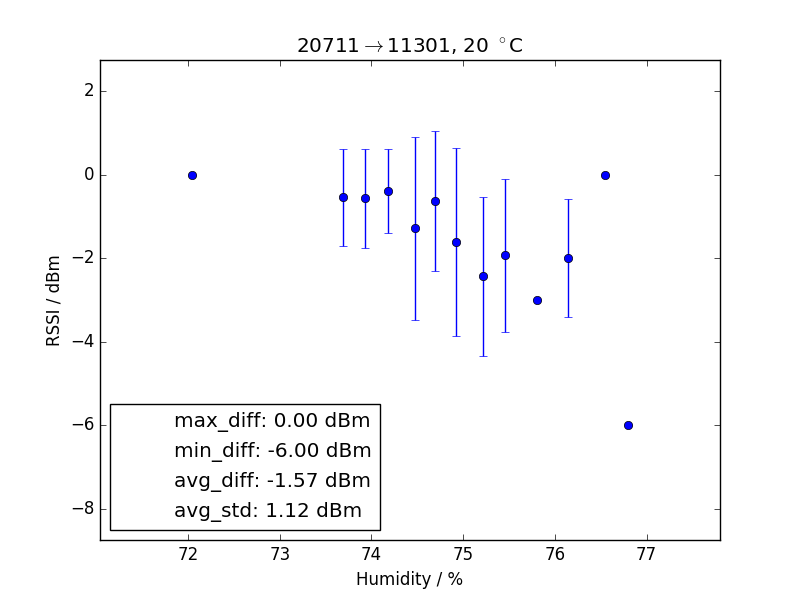 20711→11301, 20 °C
RSSI / dBm
2
0
−2
−4
−6
−8
max_diff: 0.00 dBm
min_diff: -6.00 dBm
avg_diff: -1.57 dBm
avg_std: 1.12 dBm
72 73 74 75 76 77
Humidity / %